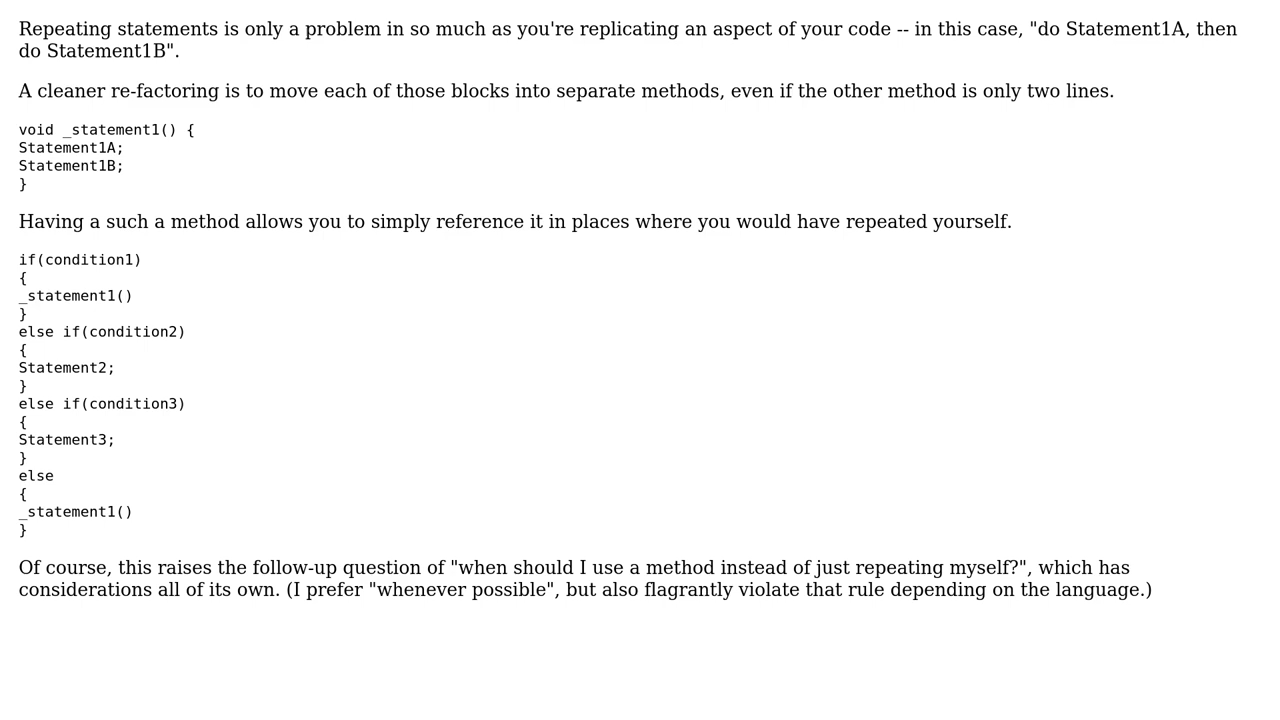 Repeating statements is only a problem in so much as you're replicating an aspect of your code -- in this case, "do Statement1A, then
do Statement1B".
A cleaner re-factoring is to move each of those blocks into separate methods, even if the other method is only two lines.
void _statement1() {
Statement1A;
Statement1B;
}
Having a such a method allows you to simply reference it in places where you would have repeated yourself.
if(condition1)
{
_statement1()
}
else if(condition2)
{
Statement2;
}
else if(condition3)
{
Statement3;
}
else
{
_statement1()
}
Of course, this raises the follow-up question of "when should I use a method instead of just repeating myself?", which has
considerations all of its own. (I prefer "whenever possible", but also flagrantly violate that rule depending on the language.)